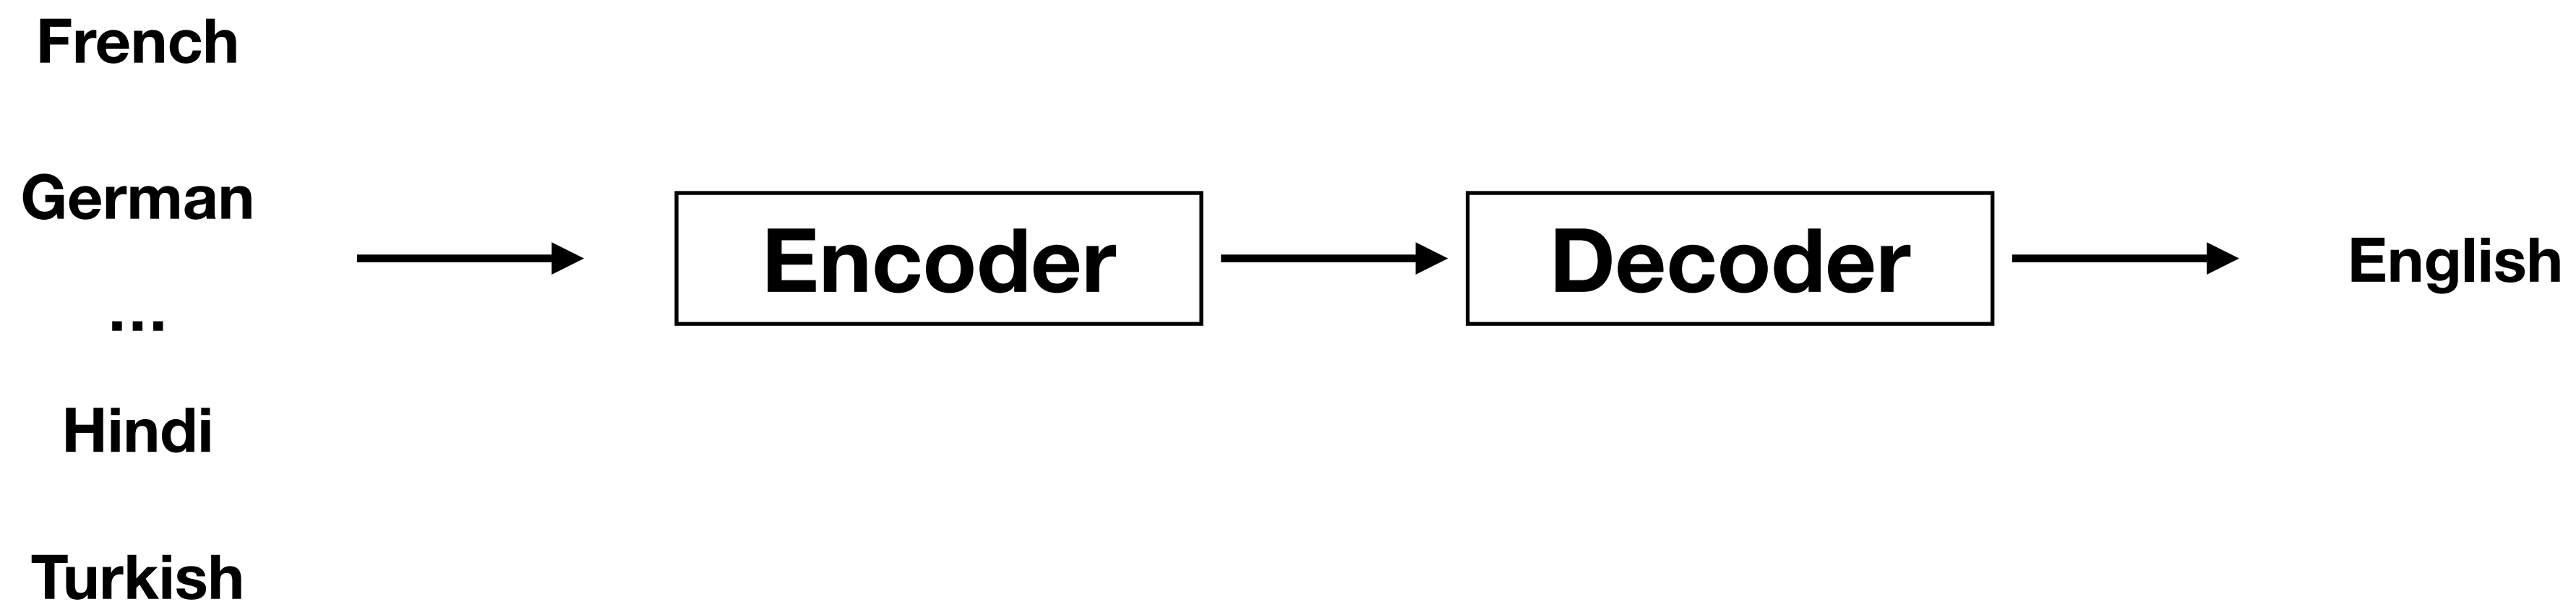 French
German
...
Hindi
Turkish
Encoder
Decoder
English